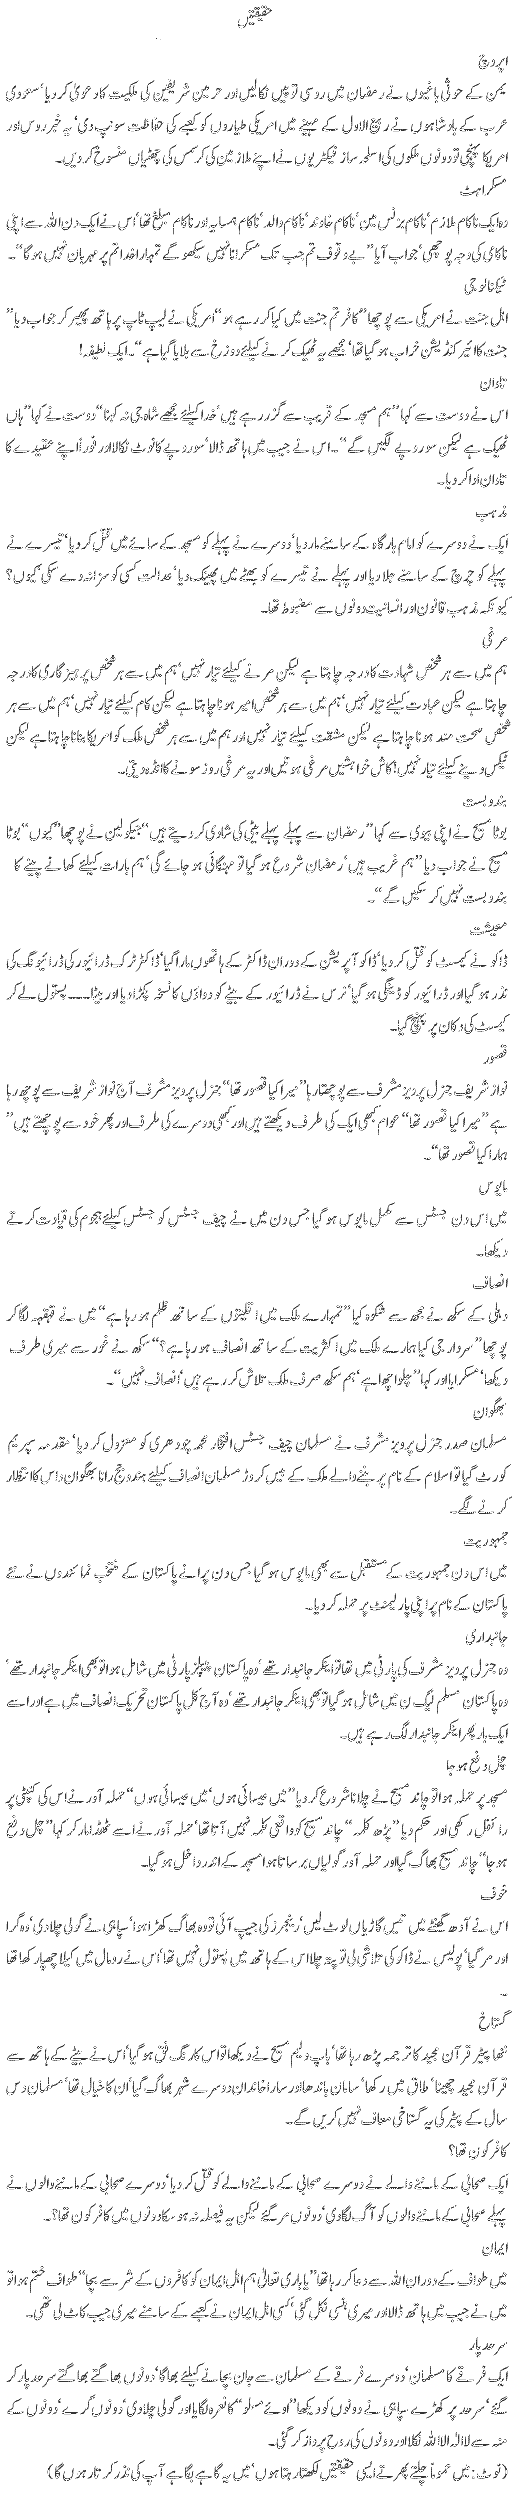 حقیقتیں
اپروچ
یمن کے حوثی باغیوں نے رمضان میں روسی توپیں نکالیں اور حرمین شریفین کی ملکیت کا دعویٰ کر دیا‘ سعودی
عرب کے بادشاہوں نے ربیع الاول کے مہینے میں امریکی طیاروں کو کعبے کی حفاظت سونپ دی‘ یہ خبر روس اور
امریکا پہنچی تو دونوں ملکوں کی اسلحہ ساز فیکٹریوں نے اپنے ملازمین کی کرسمس کی چھٹیاں منسوخ کر دیں۔
مسکراہٹ
وہ ایک ناکام ملازم‘ ناکام بزنس مین‘ ناکام خاوند‘ ناکام والد‘ ناکام ہمسایہ اور ناکام مبلغ تھا‘ اس نے ایک دن اللہ سے اپنی
ناکامی کی وجہ پوچھی‘ جواب آیا ”بے وقوف تم جب تک مسکرانا نہیں سیکھو گے تمہارا خدا تم پر مہربان نہیں ہو گا“۔
ٹیکنالوجی
اہل جنت نے امریکی سے پوچھا ”کافر تم جنت میں کیا کر رہے ہو“ امریکی نے لیپ ٹاپ پر ہاتھ پھیر کر جواب دیا ”
جنت کا ائیر کنڈیشن خراب ہو گیا تھا‘ مجھے یہ ٹھیک کرنے کیلئے دوزخ سے بلایا گیا ہے“۔ ایک لطیفہ!
تاوان
اس نے دوست سے کہا ”ہم مسجد کے قریب سے گزر رہے ہیں‘ خدا کیلئے مجھے شاہ جی نہ کہنا“ دوست نے کہا ”ہاں
ٹھیک ہے لیکن سو روپے لگیں گے“۔ اس نے جیب میں ہاتھ ڈالا‘ سو روپے کا نوٹ نکالا اور فوراً اپنے عقیدے کا
تاوان ادا کر دیا۔
مذہب
ایک نے دوسرے کو امام بارگاہ کے سامنے مار دیا‘ دوسرے نے پہلے کو مسجد کے سائے میں قتل کر دیا‘ تیسرے نے
پہلے کو چرچ کے سامنے جلا دیا اور پہلے نے تیسرے کو بھٹے میں پھینک دیا‘ عدالت کسی کو سزا نہ دے سکی‘ کیوں؟
کیونکہ مذہب قانون اور انسانیت دونوں سے مضبوط تھا۔
مرغی
ہم میں سے ہر شخص شہادت کا درجہ چاہتا ہے لیکن مرنے کیلئے تیار نہیں‘ ہم میں سے ہر شخص پرہیز گاری کا درجہ
چاہتا ہے لیکن عبادت کیلئے تیار نہیں‘ ہم میں سے ہر شخص امیر ہونا چاہتا ہے لیکن کام کیلئے تیار نہیں‘ ہم میں سے ہر
شخص صحت مند ہونا چاہتا ہے لیکن مشقت کیلئے تیار نہیں اور ہم میں سے ہر شخص ملک کو امریکا بنانا چاہتا ہے لیکن
ٹیکس دینے کیلئے تیار نہیں! کاش خواہشیں مرغی ہوتیں اور یہ مرغی روز سونے کا انڈہ دیتی۔
بندوبست
بوٹا مسیح نے اپنی بیوی سے کہا ”رمضان سے پہلے پہلے بیٹی کی شادی کر دیتے ہیں“ جیکولین نے پوچھا ”کیوں“ بوٹا
مسیح نے جواب دیا ”ہم غریب ہیں‘ رمضان شروع ہو گیا تو مہنگائی ہو جائے گی‘ ہم بارات کیلئے کھانے پینے کا
بندوبست نہیں کر سکیں گے“۔
معیشت
ڈاکو نے کیمسٹ کو قتل کر دیا‘ ڈاکو آپریشن کے دوران ڈاکٹر کے ہاتھوں مارا گیا‘ ڈاکٹر ٹرک ڈرائیور کی ڈرائیونگ کی
نذر ہو گیا اور ڈرائیور کو ڈینگی ہو گیا‘ نرس نے ڈرائیور کے بیٹے کو دواؤں کا نسخہ پکڑا دیا اور بیٹا۔۔۔۔ پستول لے کر
کیمسٹ کی دکان پر پہنچ گیا۔
قصور
نواز شریف جنرل پرویز مشرف سے پوچھتا رہا ”میرا کیا قصور تھا“ جنرل پرویز مشرف آج نواز شریف سے پوچھ رہا
ہے ”میرا کیا قصور تھا“ عوام کبھی ایک کی طرف دیکھتے ہیں اور کبھی دوسرے کی طرف اور پھر خود سے پوچھتے ہیں ”
ہمارا کیا قصور تھا“۔
مایوس
میں اس دن جسٹس سے مکمل مایوس ہو گیا جس دن میں نے چیف جسٹس کو جسٹس کیلئے ہجوم کی قیادت کرتے
دیکھا۔
انصاف
دہلی کے سکھ نے مجھ سے شکوہ کیا ”تمہارے ملک میں اقلیتوں کے ساتھ ظلم ہو رہا ہے“ میں نے قہقہہ لگا کر
پوچھا ”سردار جی کیا ہمارے ملک میں اکثریت کے ساتھ انصاف ہو رہا ہے؟“ سکھ نے غور سے میری طرف
دیکھا‘ مسکرایا اور کہا ”چلو اچھا ہے‘ ہم سکھ صرف ملک تلاش کر رہے ہیں‘ انصاف نہیں“۔
بھگوان
مسلمان صدر جنرل پرویز مشرف نے مسلمان چیف جسٹس افتخار محمد چودھری کو معزول کر دیا‘ مقدمہ سپریم
کورٹ گیا تو اسلام کے نام پر بننے والے ملک کے بیس کروڑ مسلمان انصاف کیلئے ہندو جج رانا بھگوان داس کا انتظار
کرنے لگے۔
جمہوریت
میں اس دن جمہوریت کے مستقبل سے بھی مایوس ہو گیا جس دن پرانے پاکستان کے منتخب نمائندوں نے نئے
پاکستان کے نام پر اپنی پارلیمنٹ پر حملہ کر دیا۔
جانبداری
وہ جنرل پرویز مشرف کی پارٹی میں تھا تو اینکر جانبدار تھے‘ وہ پاکستان پیپلز پارٹی میں شامل ہوا تو بھی اینکر جانبدار تھے‘
وہ پاکستان مسلم لیگ ن میں شامل ہو گیا تو بھی اینکر جانبدار تھے‘ وہ آج کل پاکستان تحریک انصاف میں ہے اور اسے
ایک بار پھر اینکر جانبدار لگ رہے ہیں۔
چل دفع ہو جا
مسجد پر حملہ ہوا تو چاند مسیح نے چلانا شروع کر دیا ”میں عیسائی ہوں‘ میں عیسائی ہوں“ حملہ آور نے اس کی کنپٹی پر
رائفل رکھی اور حکم دیا ”پڑھ کلمہ“ چاند مسیح کو واقعی کلمہ نہیں آتا تھا‘ حملہ آور نے اسے ٹھڈا مار کر کہا ”چل دفع
ہو جا“ چاند مسیح بھاگ گیا اور حملہ آور گولیاں برساتا ہوا مسجد کے اندر داخل ہو گیا۔
خوف
اس نے آدھ گھنٹے میں تیس گاڑیاں لوٹ لیں‘ رینجرز کی جیپ آئی تو وہ بھاگ کھڑا ہوا‘ سپاہی نے گولی چلا دی‘ وہ گرا
اور مر گیا‘ پولیس نے ڈاکو کی تلاشی لی تو پتہ چلا اس کے ہاتھ میں پستول نہیں تھا‘ اس نے رومال میں کیلا چھپا رکھا تھا
۔
گستاخ
ننھا پیٹر قرآن مجید کا ترجمہ پڑھ رہا تھا‘ باپ ولیم مسیح نے دیکھا تو اس کا رنگ فق ہو گیا‘ اس نے بیٹے کے ہاتھ سے
قرآن مجید چھینا‘ طاق میں رکھا‘ سامان باندھا اور سارا خاندان دوسرے شہر بھاگ گیا‘ ان کا خیال تھا‘ مسلمان دس
سال کے پیٹر کی یہ گستاخی معاف نہیں کریں گے۔
کافر کون تھا؟
ایک صحابی کے ماننے والے نے دوسرے صحابی کے ماننے والے کو قتل کر دیا‘ دوسرے صحابی کے ماننے والوں نے
پہلے صحابی کے ماننے والوں کو آگ لگا دی‘ دونوں مر گئے لیکن یہ فیصلہ نہ ہو سکا دونوں میں کافر کون تھا؟۔
ایمان
میں طواف کے دوران اللہ سے دعا کر رہا تھا ”یا باری تعالیٰ ہم اہل ایمان کو کافروں کے شر سے بچا“ طواف ختم ہوا تو
میں نے جیب میں ہاتھ ڈالا اور میری ہنسی نکل گئی‘ کسی اہل ایمان نے کعبے کے سامنے میری جیب کاٹ لی تھی۔
سرحد پار
ایک فرقے کا مسلمان‘ دوسرے فرقے کے مسلمان سے جان بچانے کیلئے بھاگا‘ دونوں بھاگتے بھاگتے سرحد پار کر
گئے‘ سرحد پر کھڑے سپاہی نے دونوں کو دیکھا ”اوئے مسلو“ کا نعرہ لگایا اور گولی چلا دی‘ دونوں گرے‘ دونوں کے
منہ سے لا الہ الا اللہ نکلا اور دونوں کی روح پرواز کر گئی۔
(نوٹ: میں عموماً چلتے پھرتے ایسی حقیقتیں لکھتا رہتا ہوں‘ میں یہ گاہے بگاہے آپ کی نذر کرتا رہوں گا)